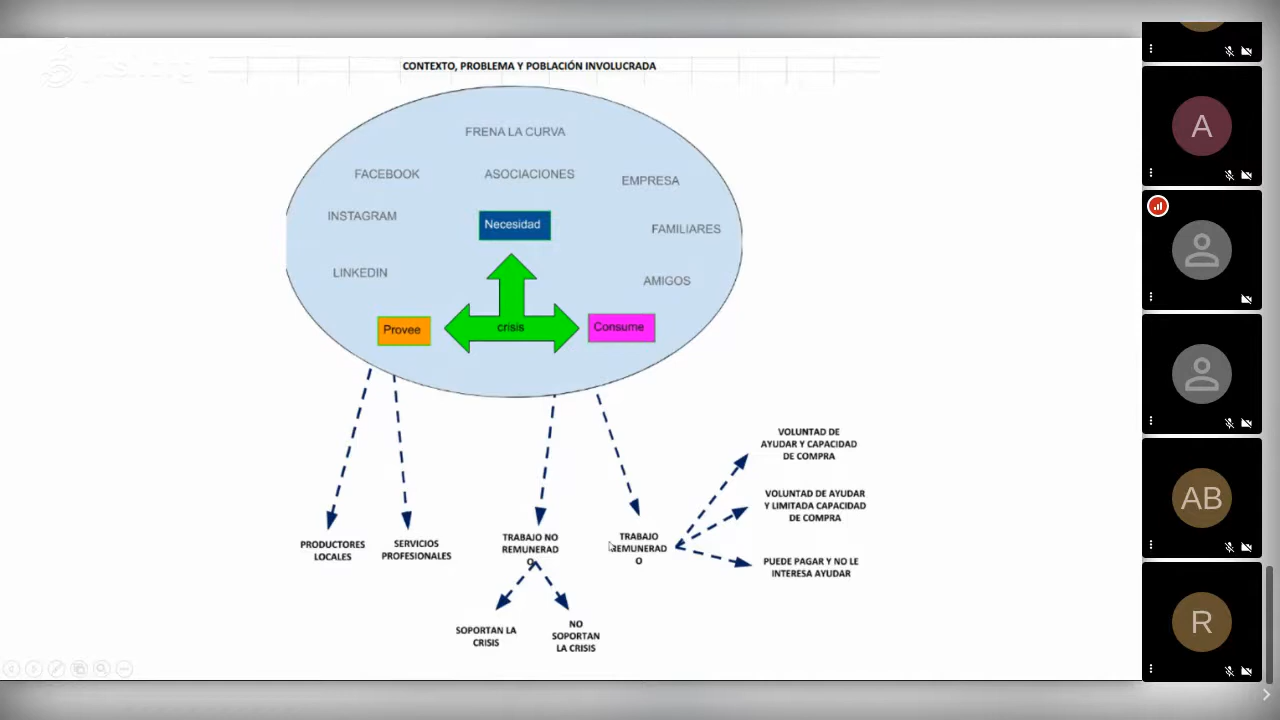 CONTEXTO, PROBLEMA Y POBLACIÓN INVOLUCRADA
FRENA LA CURVA
FACEBOOK
ASOCIACIONES
EMPRESA
INSTAGRAM
Necesidad
FAMILIARES
LINKEDIN
AMIGOS
Provee
crisis
Consume
VOLUNTAD DE
AYUDAR Y CAPACIDAD
DE COMPRA
VOLUNTAD DE AYUDAR
Y LIMITADA CAPACIDAD
DE COMPRA
PRODUCTORES
LOCALES
SERVICIOS
PROFESIONALES
TRABAJO NO
REMUNERAD
O
TRABAJO
REMUNERAD
O
PUEDE PAGAR Y NO LE
INTERESA AYUDAR
SOPORTAN LA
CRISIS
NO
SOPORTAN
LA CRISIS
A
AB
R